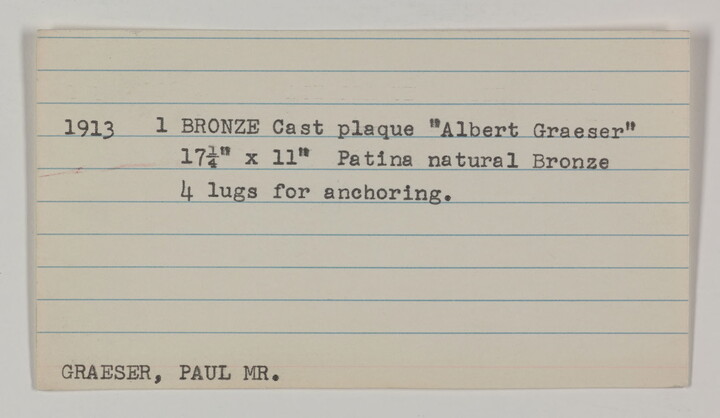 1913 1 BRONZE Cast plaque "Albert Graeser"
17¼" x 11" Patina natural Bronze
4 lugs for anchoring.
GRAESER, PAUL MR.